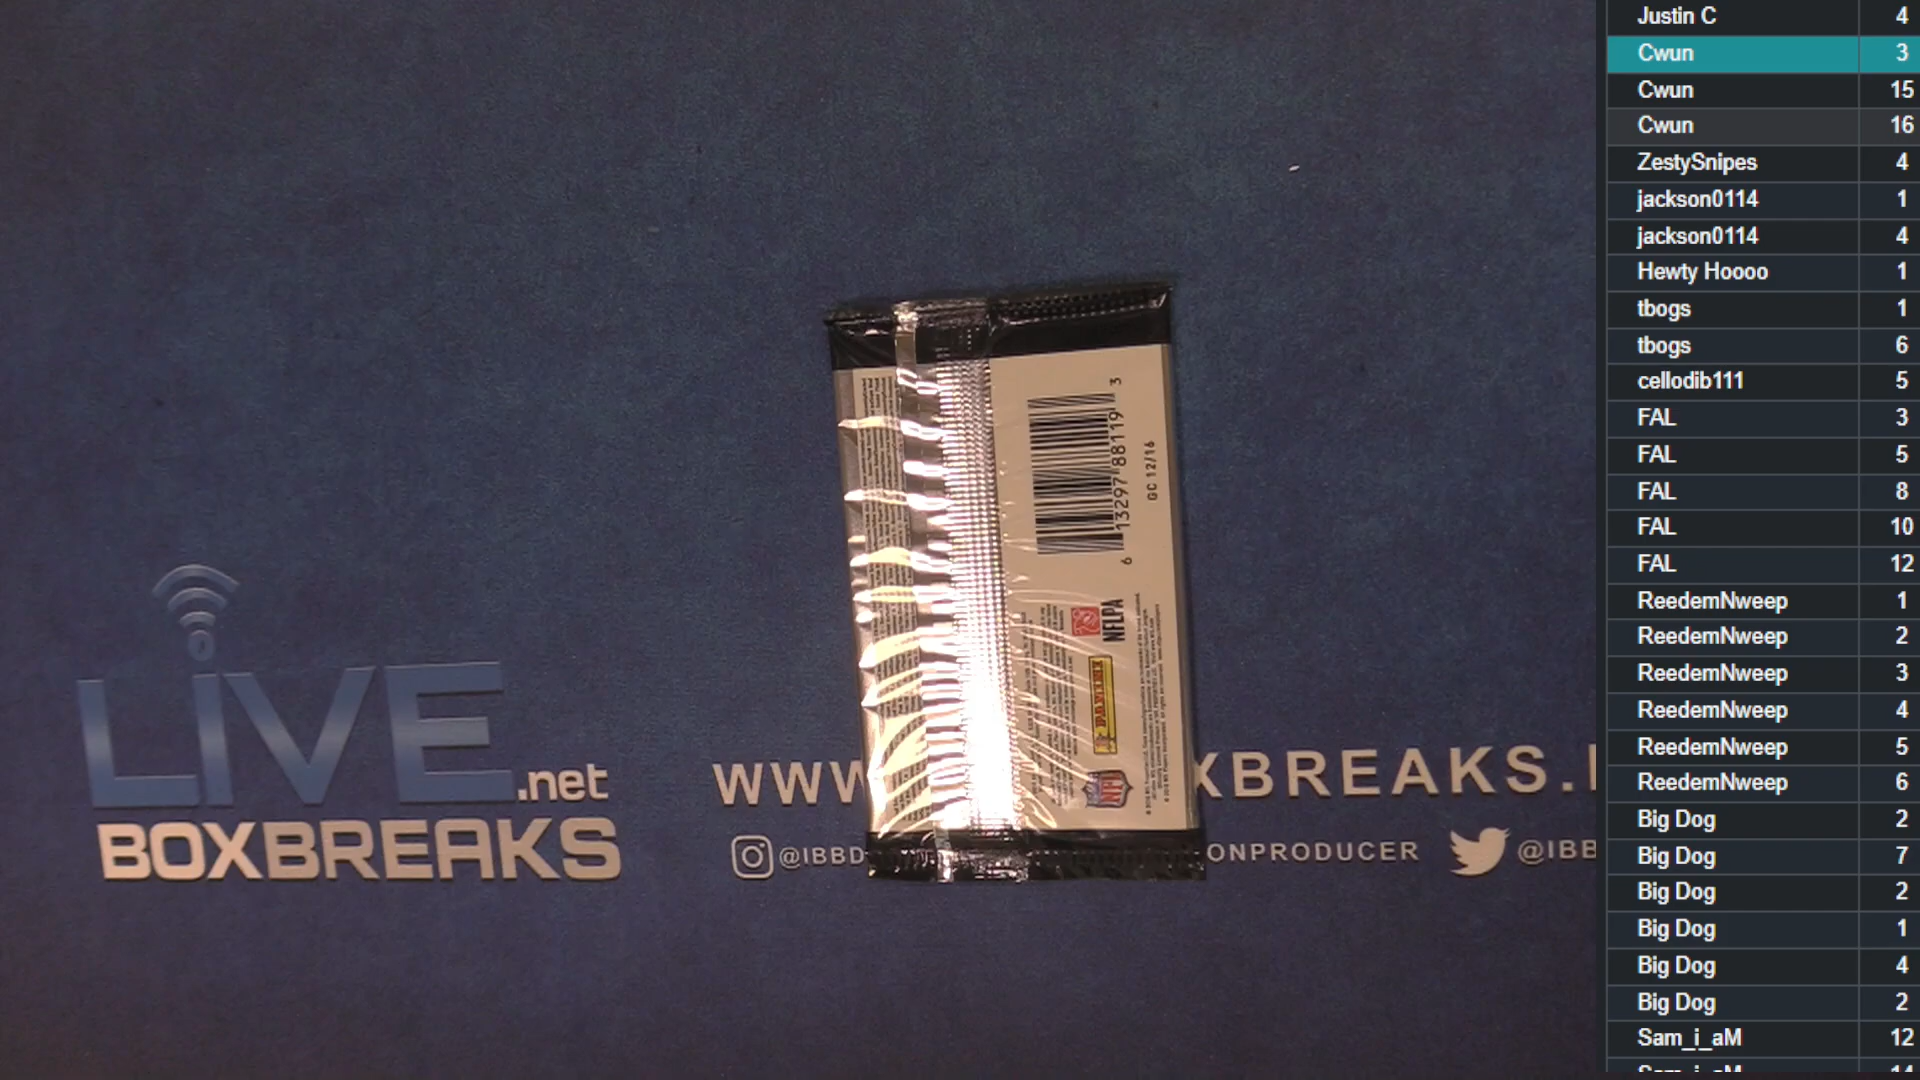 LIVE.net
BOXBREAKS
WWW
XBREAKS.
@IBBD
ONPRODUCER
@IBB
6 13297 88119 3
GC 12/16
NFLPA
PANINI
NFL
Justin C 4
Cwun 3
Cwun 15
Cwun 16
ZestySnipes 4
jackson0114 1
jackson0114 4
Hewty Hoooo 1
tbogs 1
tbogs 6
cellodib111 5
FAL 3
FAL 5
FAL 8
FAL 10
FAL 12
ReedemNweep 1
ReedemNweep 2
ReedemNweep 3
ReedemNweep 4
ReedemNweep 5
ReedemNweep 6
Big Dog 2
Big Dog 7
Big Dog 2
Big Dog 1
Big Dog 4
Big Dog 2
Sam_i_aM 12
Sam_i_aM 14